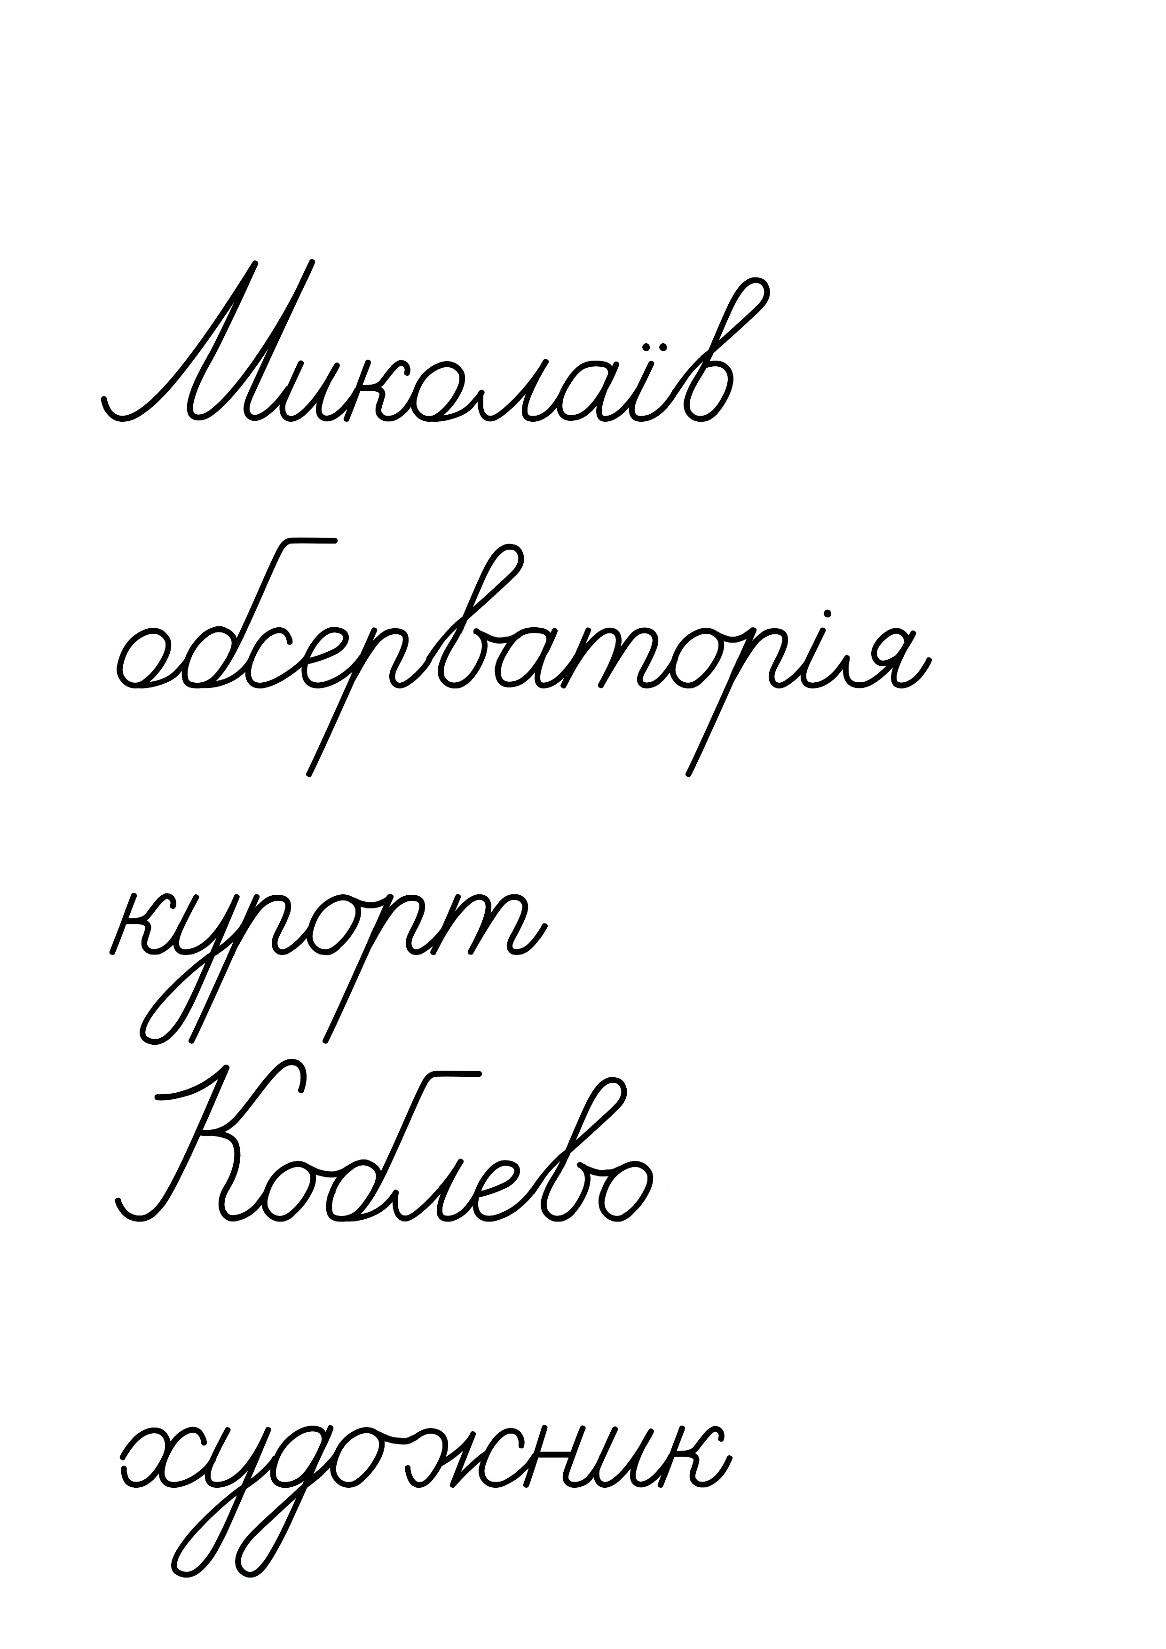 Миколаїв
обсерваторія
курорт
Коблево
художник